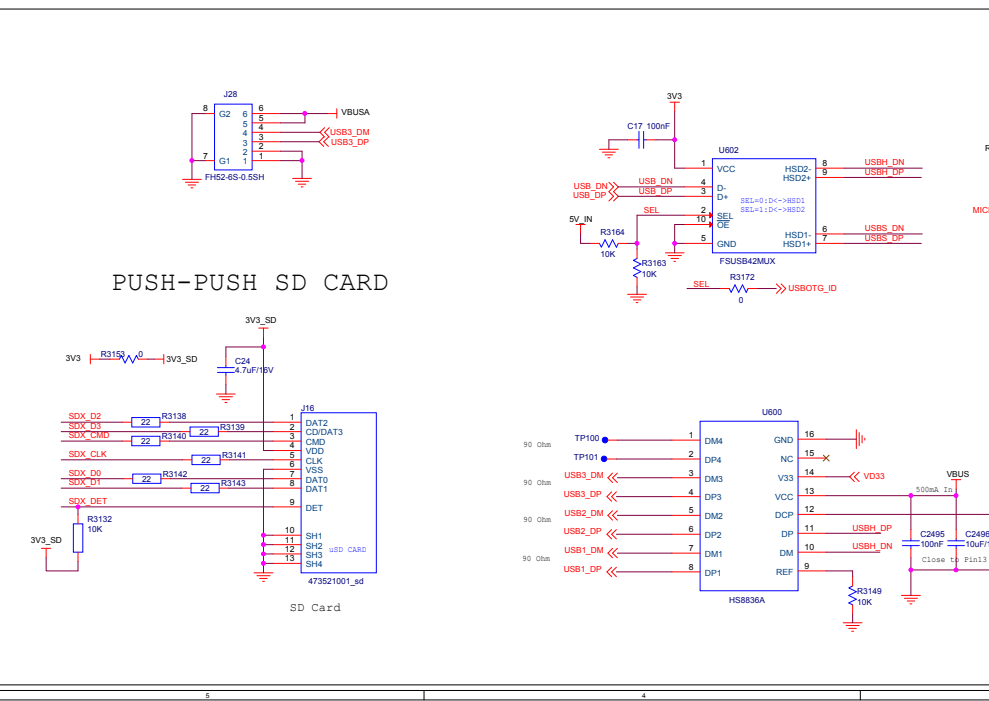 J28
8
G2
7
G1
6
5
4
3
2
1
6
5
4
3
2
1
VBUSA
USB3_DM
USB3_DP
FH52-6S-0.5SH
3V3
C17 100nF
U602
1
VCC
4
D-
3
D+
2
SEL
10
OE
5
GND
HSD2-
8
USBH_DN
HSD2+
9
USBH_DP
SEL=0:D<->HSD1
SEL=1:D<->HSD2
HSD1-
6
USBS_DN
HSD1+
7
USBS_DP
FSUSB42MUX
USB_DN
USB_DN
USB_DP
USB_DP
SEL
5V_IN
R3164
10K
R3163
10K
SEL
R3172
0
USBOTG_ID
R
MIC
PUSH-PUSH SD CARD
3V3_SD
3V3
R3153
0
3V3_SD
C24
4.7uF/16V
J16
SDX_D2
22
R3138
1
DAT2
SDX_D3
22
R3139
2
CD/DAT3
SDX_CMD
22
R3140
3
CMD
4
VDD
SDX_CLK
22
R3141
5
CLK
6
VSS
SDX_D0
22
R3142
7
DAT0
SDX_D1
22
R3143
8
DAT1
SDX_DET
9
DET
R3132
10K
3V3_SD
10
SH1
11
SH2
12
SH3
13
SH4
uSD CARD
473521001_sd
SD Card
U600
90 Ohm
TP100
1
DM4
TP101
2
DP4
USB3_DM
3
DM3
90 Ohm
USB3_DP
4
DP3
USB2_DM
5
DM2
90 Ohm
USB2_DP
6
DP2
USB1_DM
7
DM1
90 Ohm
USB1_DP
8
DP1
GND
16
NC
15
V33
14
VD33
VCC
13
DCP
12
DP
11
USBH_DP
DM
10
USBH_DN
REF
9
HS8836A
R3149
10K
VBUS
500mA In
C2495
100nF
C2496
10uF/1
Close to Pin13
5
4